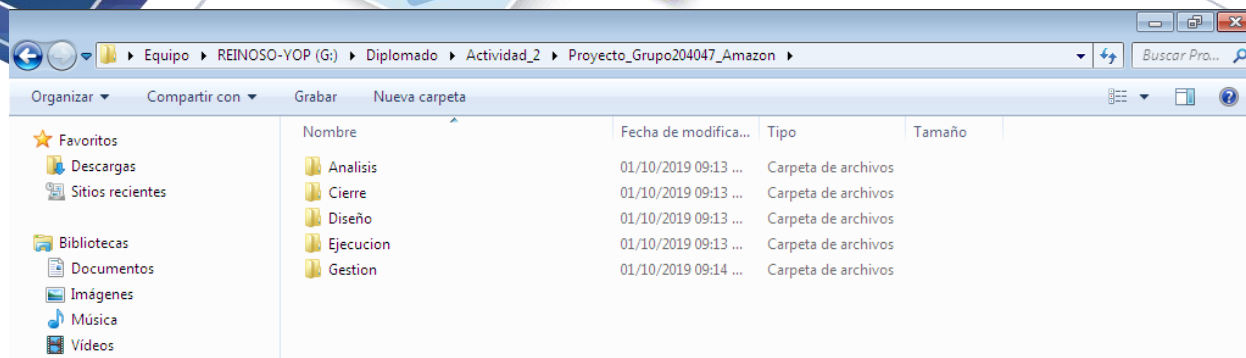 Equipo REINOSO-YOP (G:) Diplomado Actividad_2 Proyecto_Grupo204047_Amazon Buscar Pro...
Organizar Compartir con Grabar Nueva carpeta
Favoritos
Descargas
Sitios recientes
Bibliotecas
Documentos
Imágenes
Música
Vídeos
Nombre Fecha de modifica... Tipo Tamaño
Analisis 01/10/2019 09:13 ... Carpeta de archivos
Cierre 01/10/2019 09:13 ... Carpeta de archivos
Diseño 01/10/2019 09:13 ... Carpeta de archivos
Ejecucion 01/10/2019 09:13 ... Carpeta de archivos
Gestion 01/10/2019 09:14 ... Carpeta de archivos